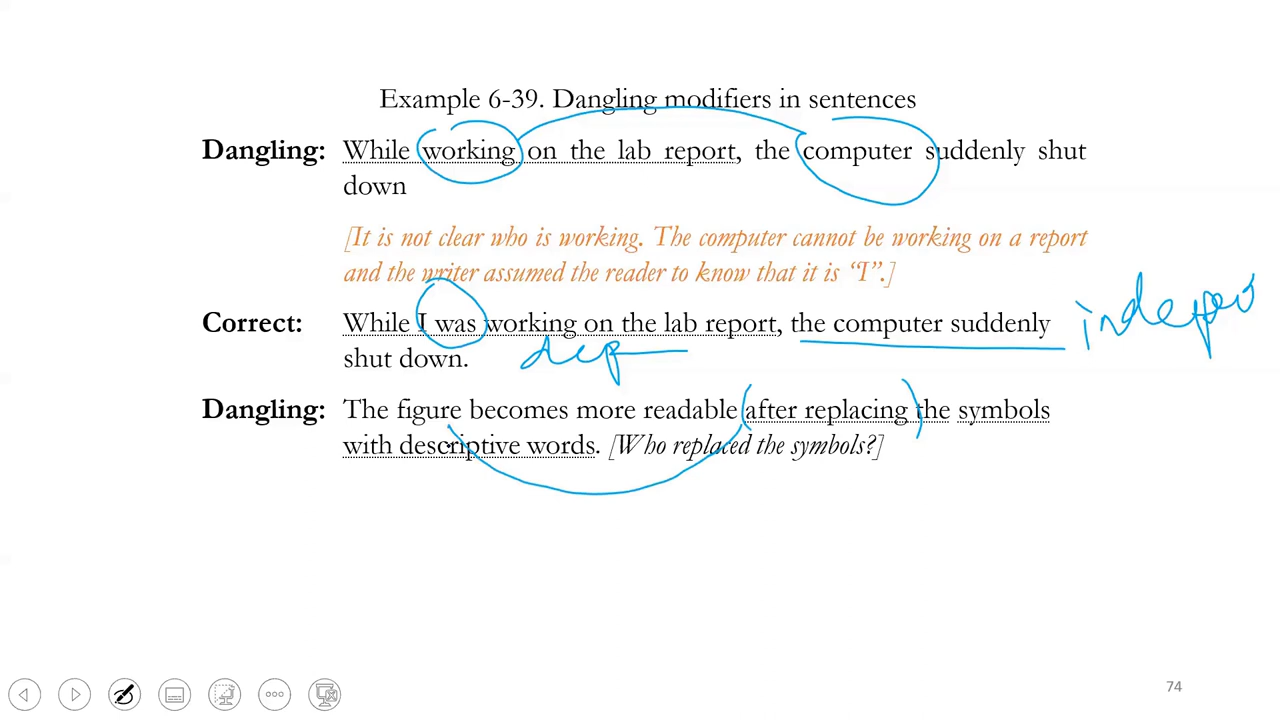 Example 6-39. Dangling modifiers in sentences
Dangling: While working on the lab report, the computer suddenly shut
down
[It is not clear who is working. The computer cannot be working on a report
and the writer assumed the reader to know that it is “I”.]
Correct: While I was working on the lab report, the computer suddenly
shut down.
dep
Dangling: The figure becomes more readable (after replacing) the symbols
with descriptive words. [Who replaced the symbols?]
74